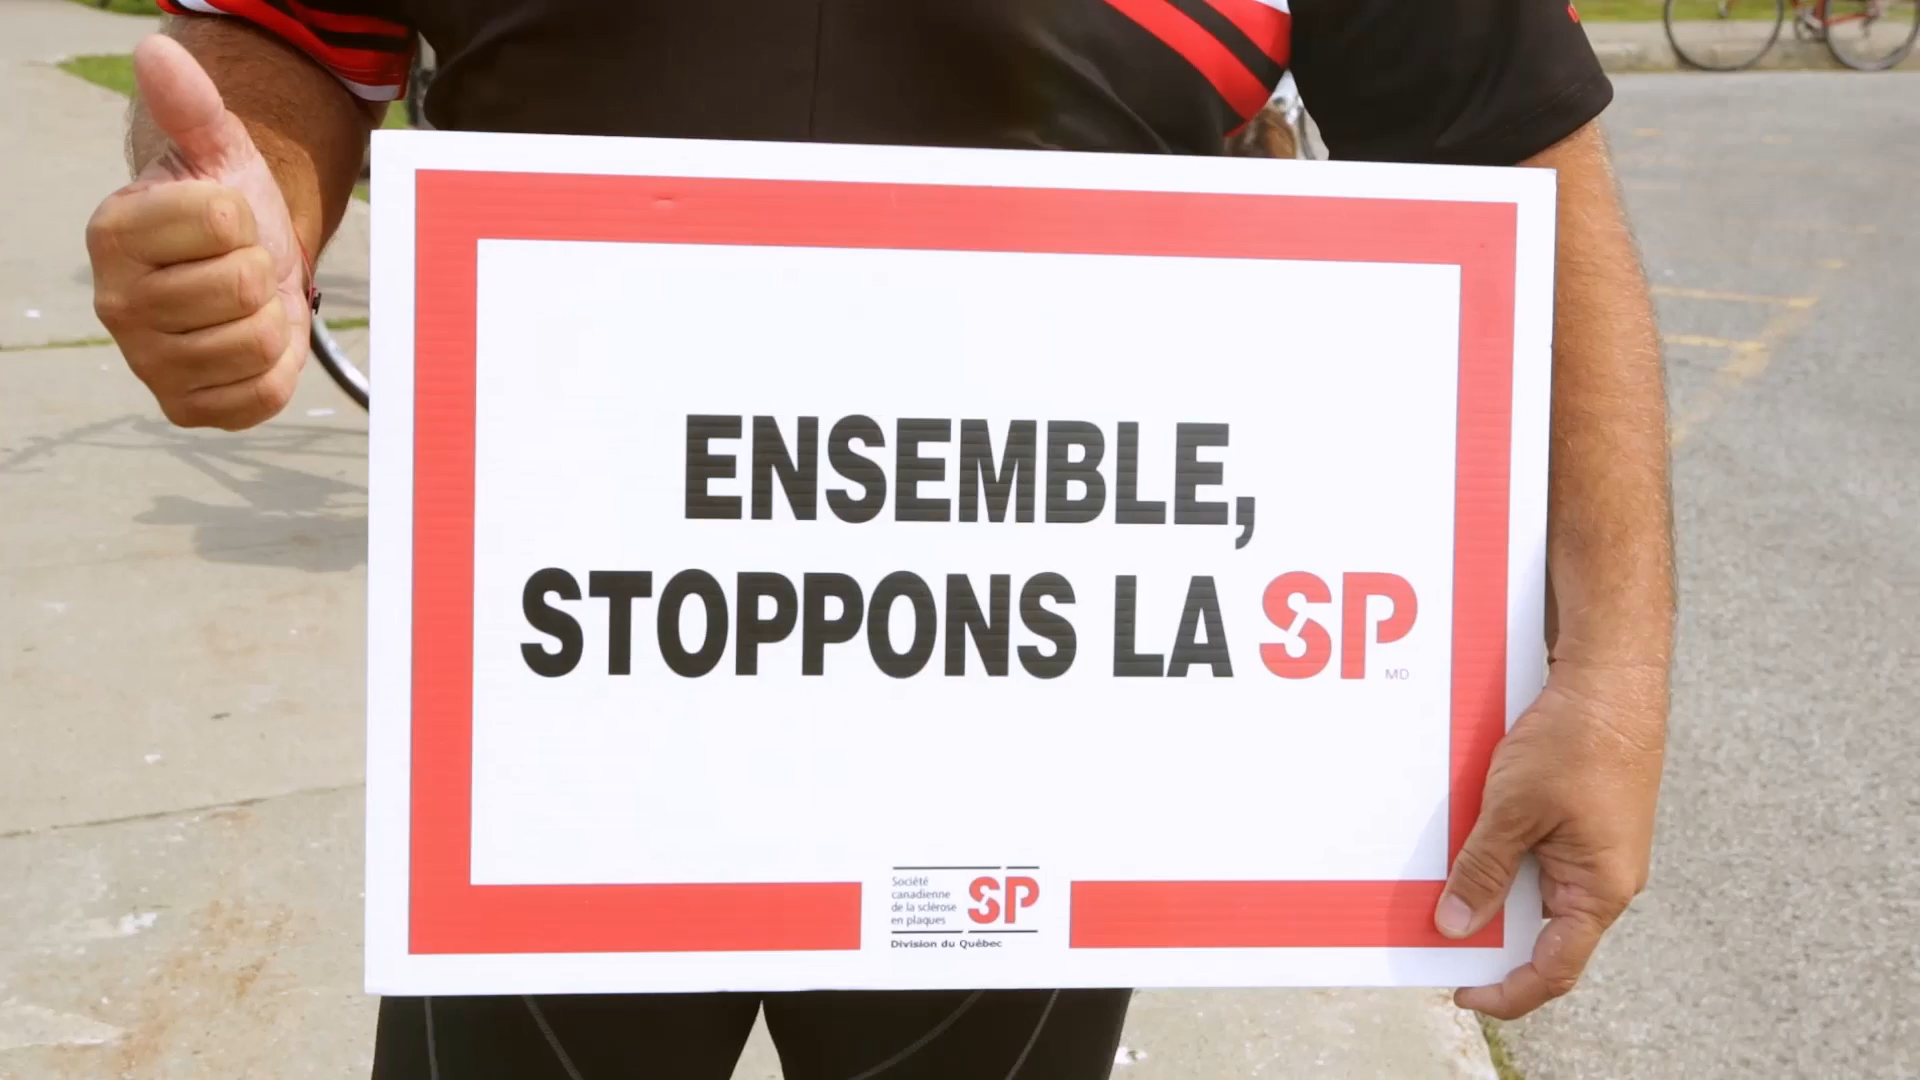 ENSEMBLE,
STOPPONS LA SP
MD
Société
canadienne
de la sclérose
en plaques
SP
Division du Québec